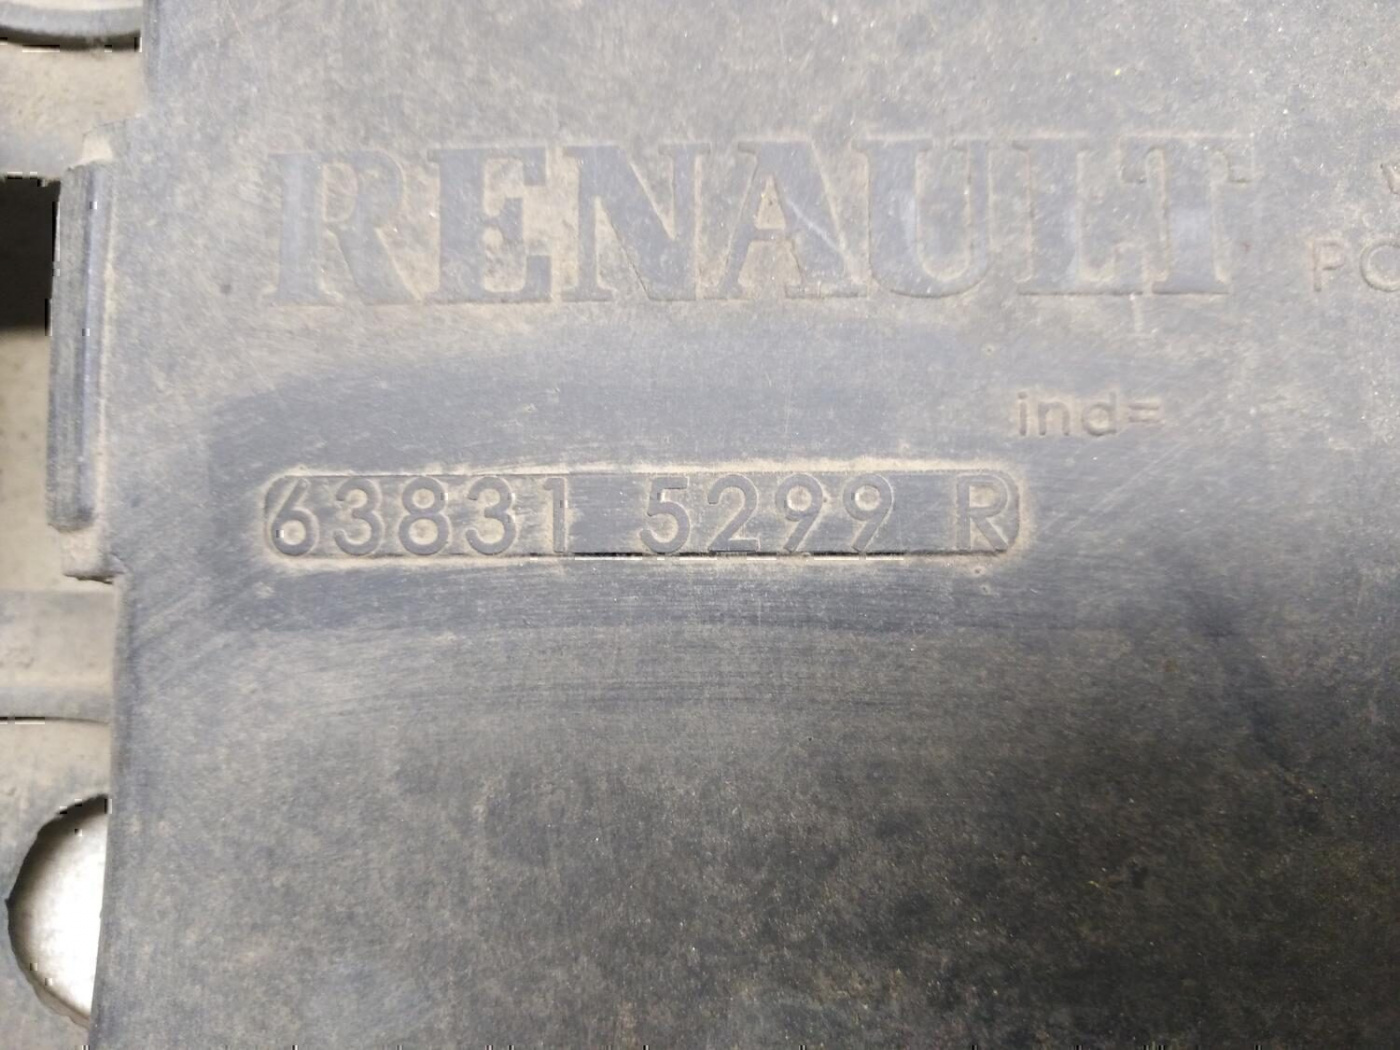 RENAULT
ind=
63831 5299 R